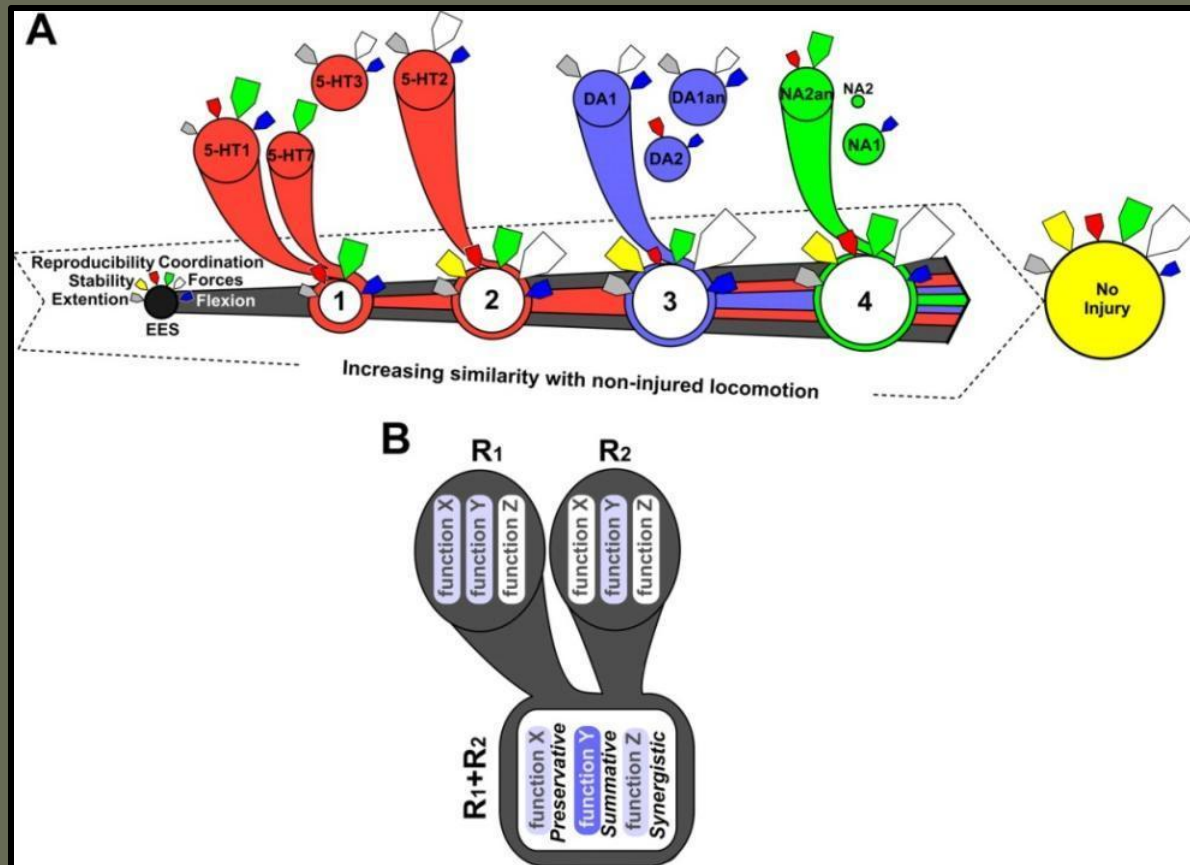 A
5-HT3
5-HT2
DA1
DA1an
NA2an
NA2
5-HT1
5-HT7
DA2
NA1
Reproducibility Coordination
Stability
Forces
Extention
Flexion
EES
1
2
3
4
No
Injury
Increasing similarity with non-injured locomotion
B
R1
R2
function X
function Y
function Z
function X
function Y
function Z
R1+R2
function X
Preservative
function Y
Summative
function Z
Synergistic